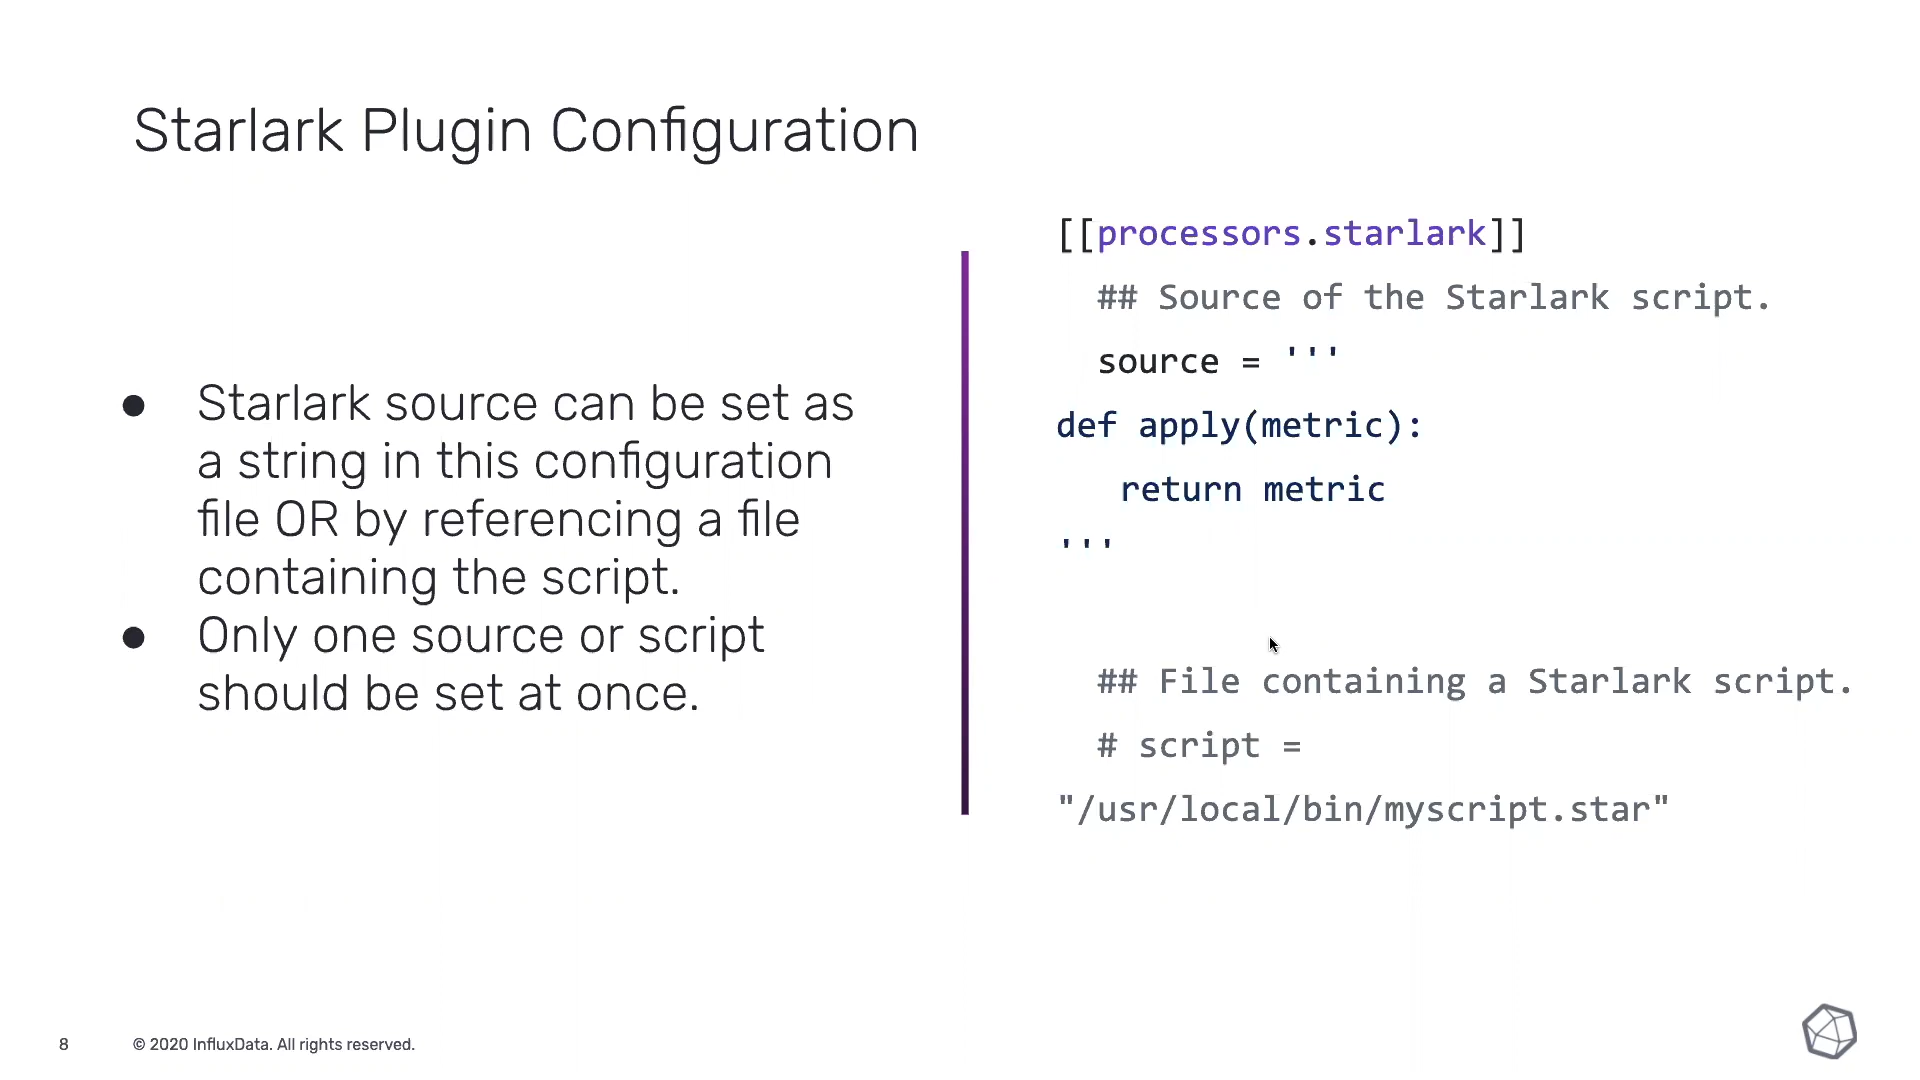 Starlark Plugin Configuration
● Starlark source can be set as
a string in this configuration
file OR by referencing a file
containing the script.
● Only one source or script
should be set at once.
[[processors.starlark]]
  ## Source of the Starlark script.
  source = '''
def apply(metric):
   return metric
'''
  ## File containing a Starlark script.
  # script =
"/usr/local/bin/myscript.star"
8
© 2020 InfluxData. All rights reserved.